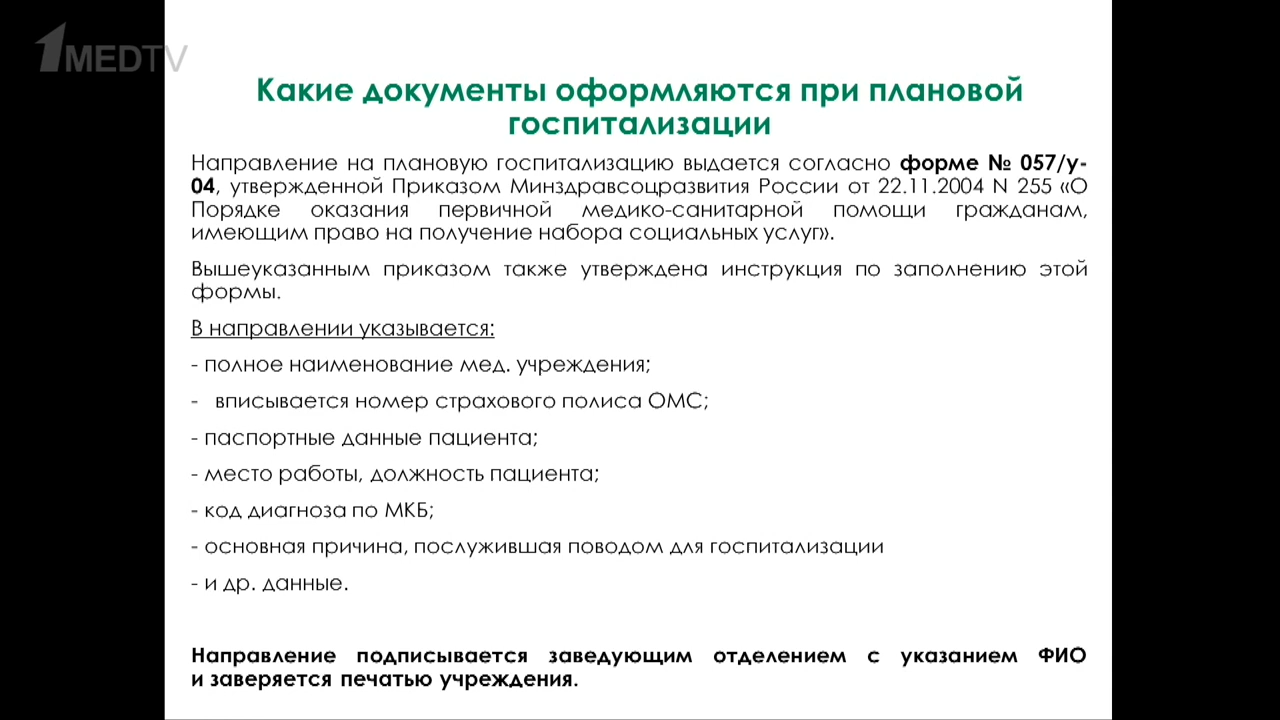 1MEDTV
Какие документы оформляются при плановой
госпитализации
Направление на плановую госпитализацию выдается согласно форме № 057/у-
04, утвержденной Приказом Минздравсоцразвития России от 22.11.2004 N 255 «О
Порядке оказания первичной медико-санитарной помощи гражданам,
имеющим право на получение набора социальных услуг».
Вышеуказанным приказом также утверждена инструкция по заполнению этой
формы.
В направлении указывается:
- полное наименование мед. учреждения;
- вписывается номер страхового полиса ОМС;
- паспортные данные пациента;
- место работы, должность пациента;
- код диагноза по МКБ;
- основная причина, послужившая поводом для госпитализации
- и др. данные.
Направление подписывается заведующим отделением с указанием ФИО
и заверяется печатью учреждения.